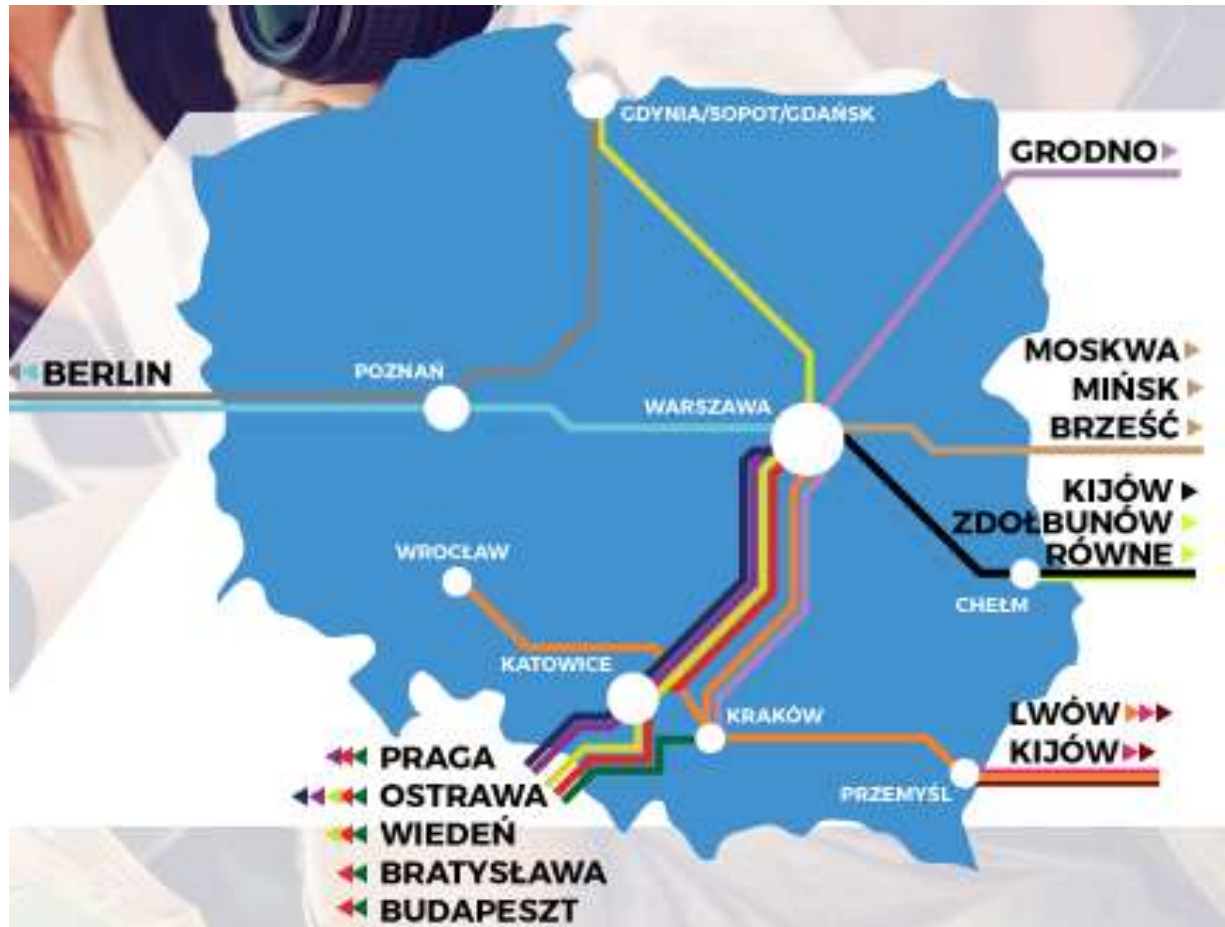 GDYNIA/SOPOT/GDAŃSK
GRODNO
BERLIN
POZNAŃ
WARSZAWA
MOSKWA
MIŃSK
BRZEŚĆ
KIJÓW
ZDOŁBUNÓW
RÓWNE
WROCŁAW
CHEŁM
KATOWICE
KRAKÓW
LWÓW
KIJÓW
PRZEMYŚL
PRAGA
OSTRAWA
WIEDEŃ
BRATYSŁAWA
BUDAPESZT